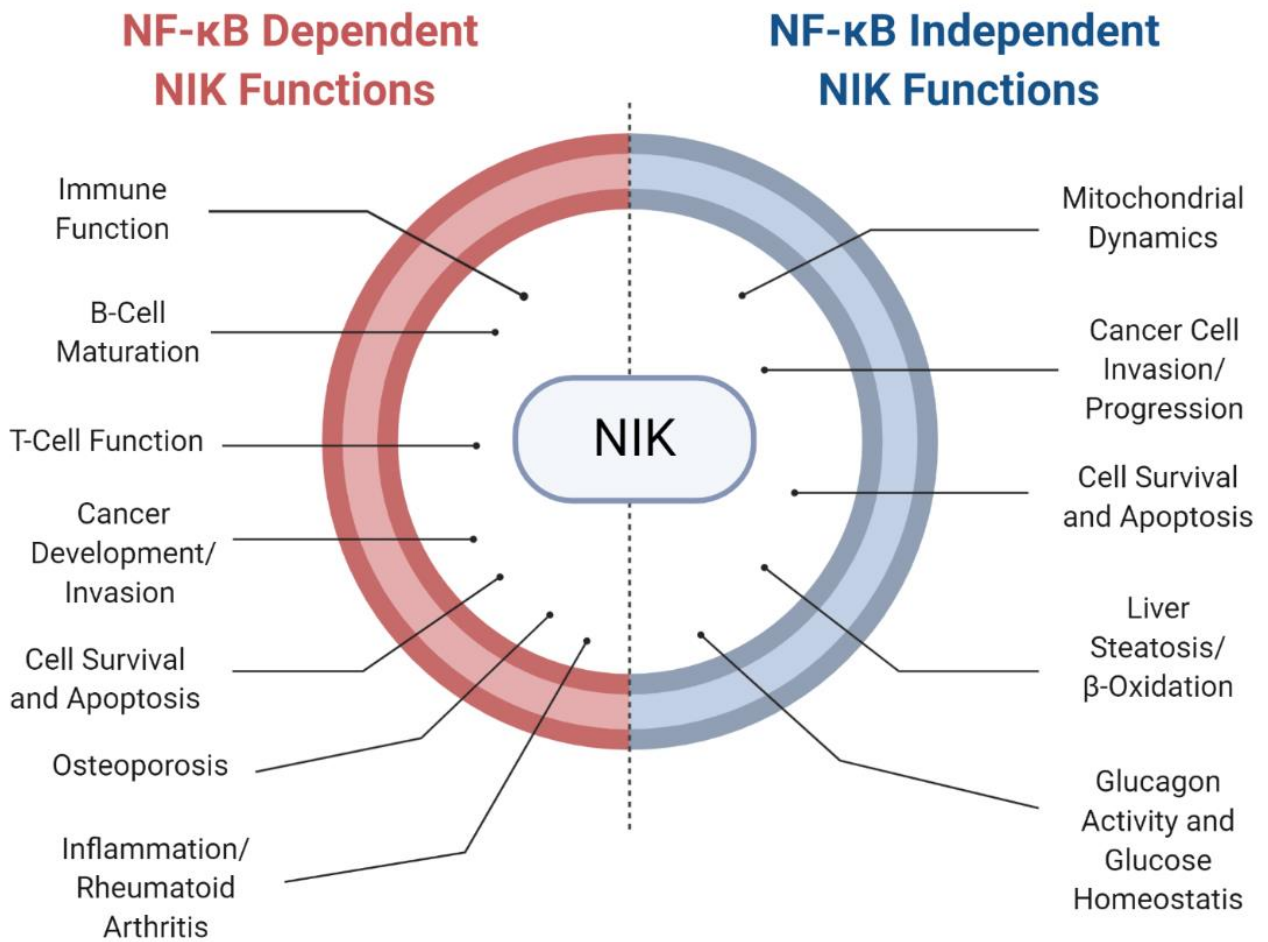 NF-κB Dependent
NIK Functions
NF-κB Independent
NIK Functions
Immune
Function
B-Cell
Maturation
T-Cell Function
Cancer
Development/
Invasion
Cell Survival
and Apoptosis
Osteoporosis
Inflammation/
Rheumatoid
Arthritis
NIK
Mitochondrial
Dynamics
Cancer Cell
Invasion/
Progression
Cell Survival
and Apoptosis
Liver
Steatosis/
β-Oxidation
Glucagon
Activity and
Glucose
Homeostatis